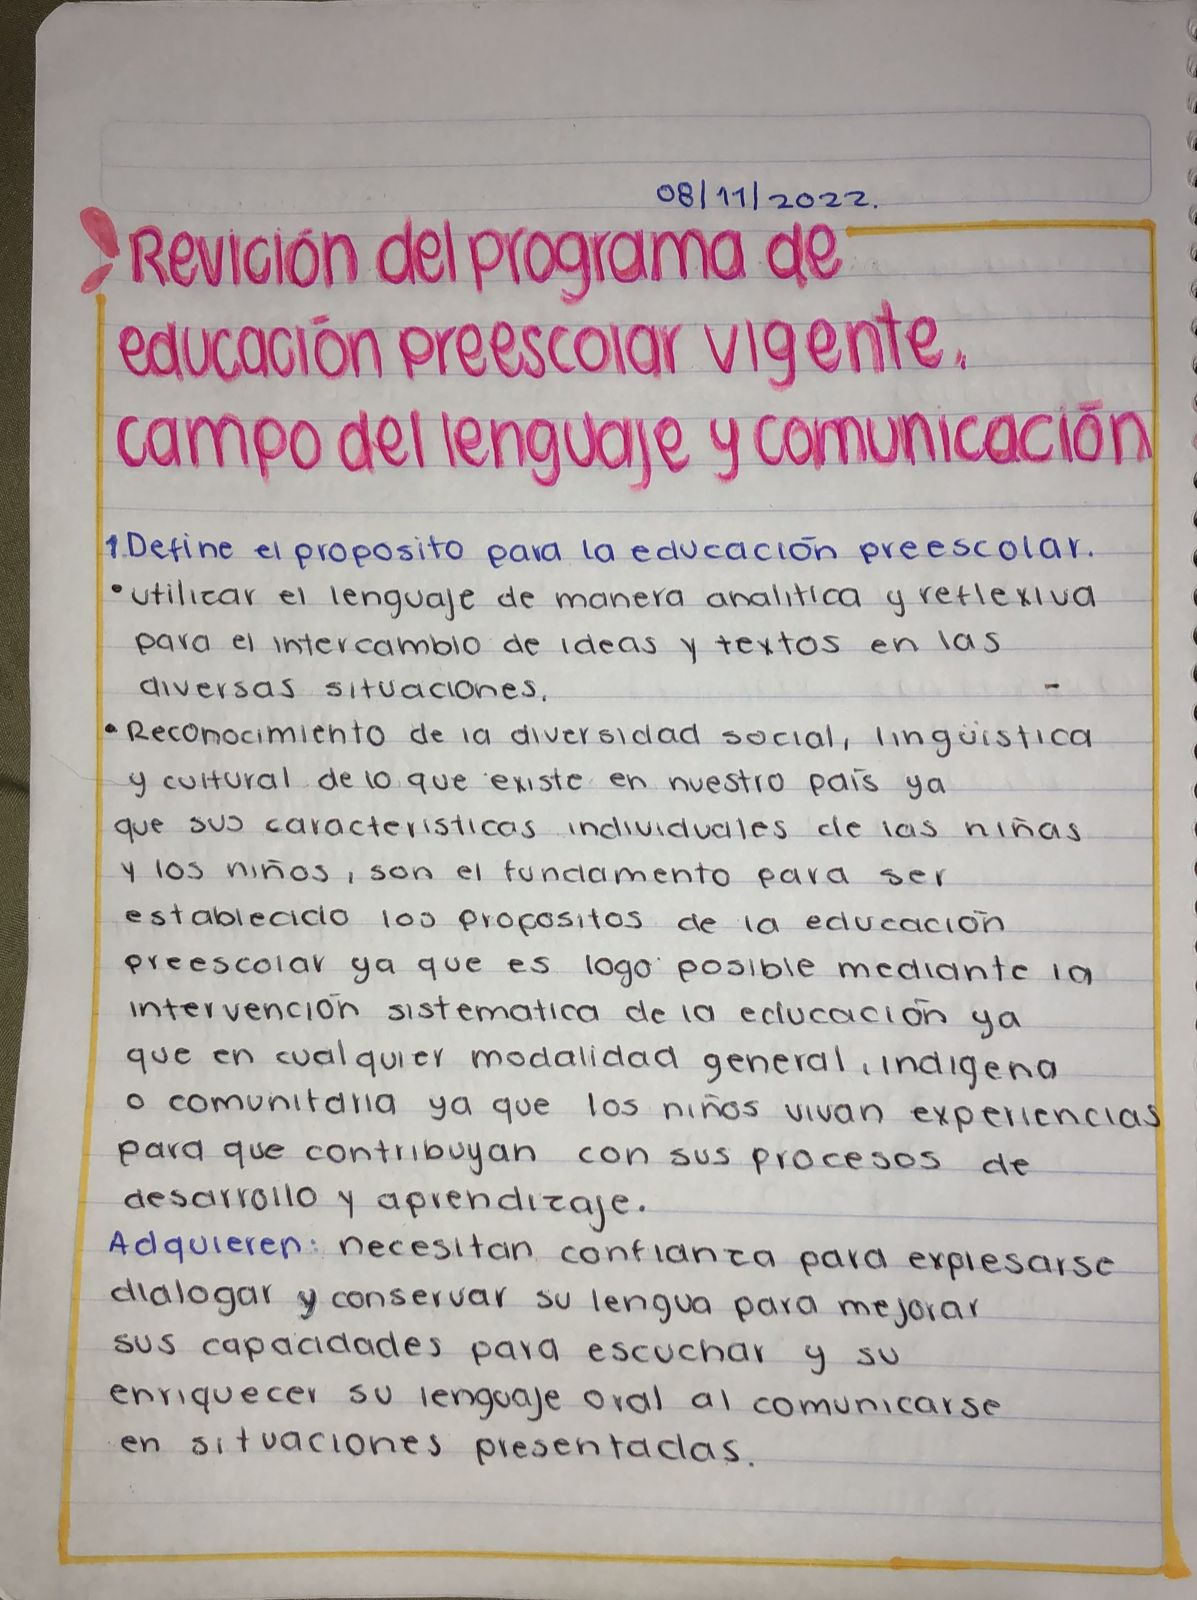 08/11/2022.
! Revición del programa de
educación preescolar vigente.
campo del lenguaje y comunicación
1.Define el proposito para la educación preescolar.
• utilizar el lenguaje de manera analitica y reflexiva
para el intercambio de ideas y textos en las
diversas situaciones.
• Reconocimiento de la diversidad social, lingüistica
y cultural de lo que existe en nuestro país ya
que sus caracteristicas individuales de las niñas
y los niños, son el fundamento para ser
establecido los propositos de la educación
preescolar ya que es logo posible mediante la
intervención sistematica de la educación ya
que en cualquier modalidad general, indigena
o comunitaria ya que los niños vivan experiencias
para que contribuyan con sus procesos de
desarrollo y aprendizaje.
Adquieren: necesitan confianza para expresarse
dialogar y conservar su lengua para mejorar
sus capacidades para escuchar y su
enriquecer su lenguaje oral al comunicarse
en situaciones presentadas.